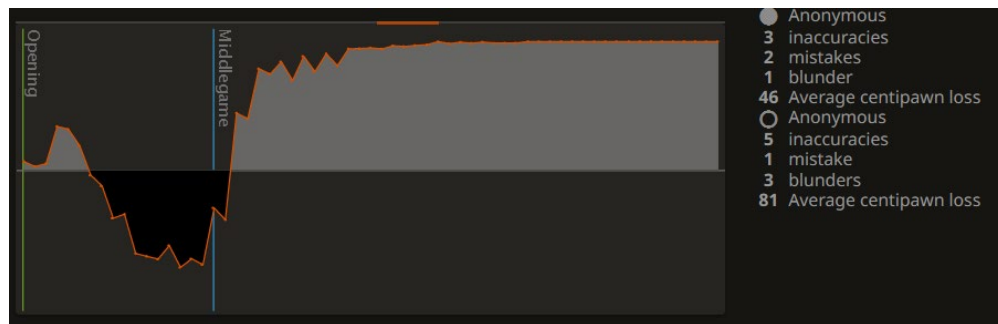 Opening
Middlegame
Anonymous
3 inaccuracies
2 mistakes
1 blunder
46 Average centipawn loss
Anonymous
5 inaccuracies
1 mistake
3 blunders
81 Average centipawn loss